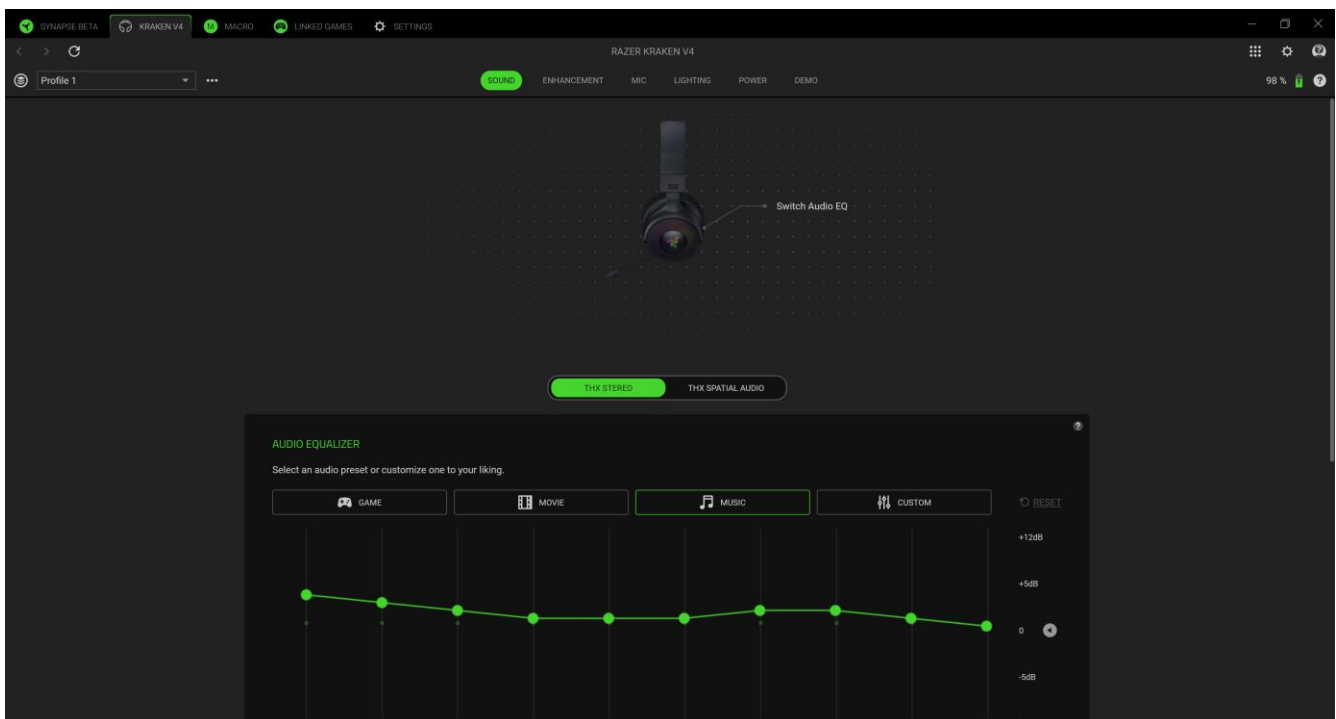 SYNAPSE BETA KRAKEN V4 M MACRO LINKED GAMES SETTINGS
RAZER KRAKEN V4
Profile 1 SOUND ENHANCEMENT MIC LIGHTING POWER DEMO 98 %
Switch Audio EQ
THX STEREO THX SPATIAL AUDIO
AUDIO EQUALIZER
Select an audio preset or customize one to your liking.
GAME MOVIE MUSIC CUSTOM RESET
+12dB
+5dB
0
-5dB